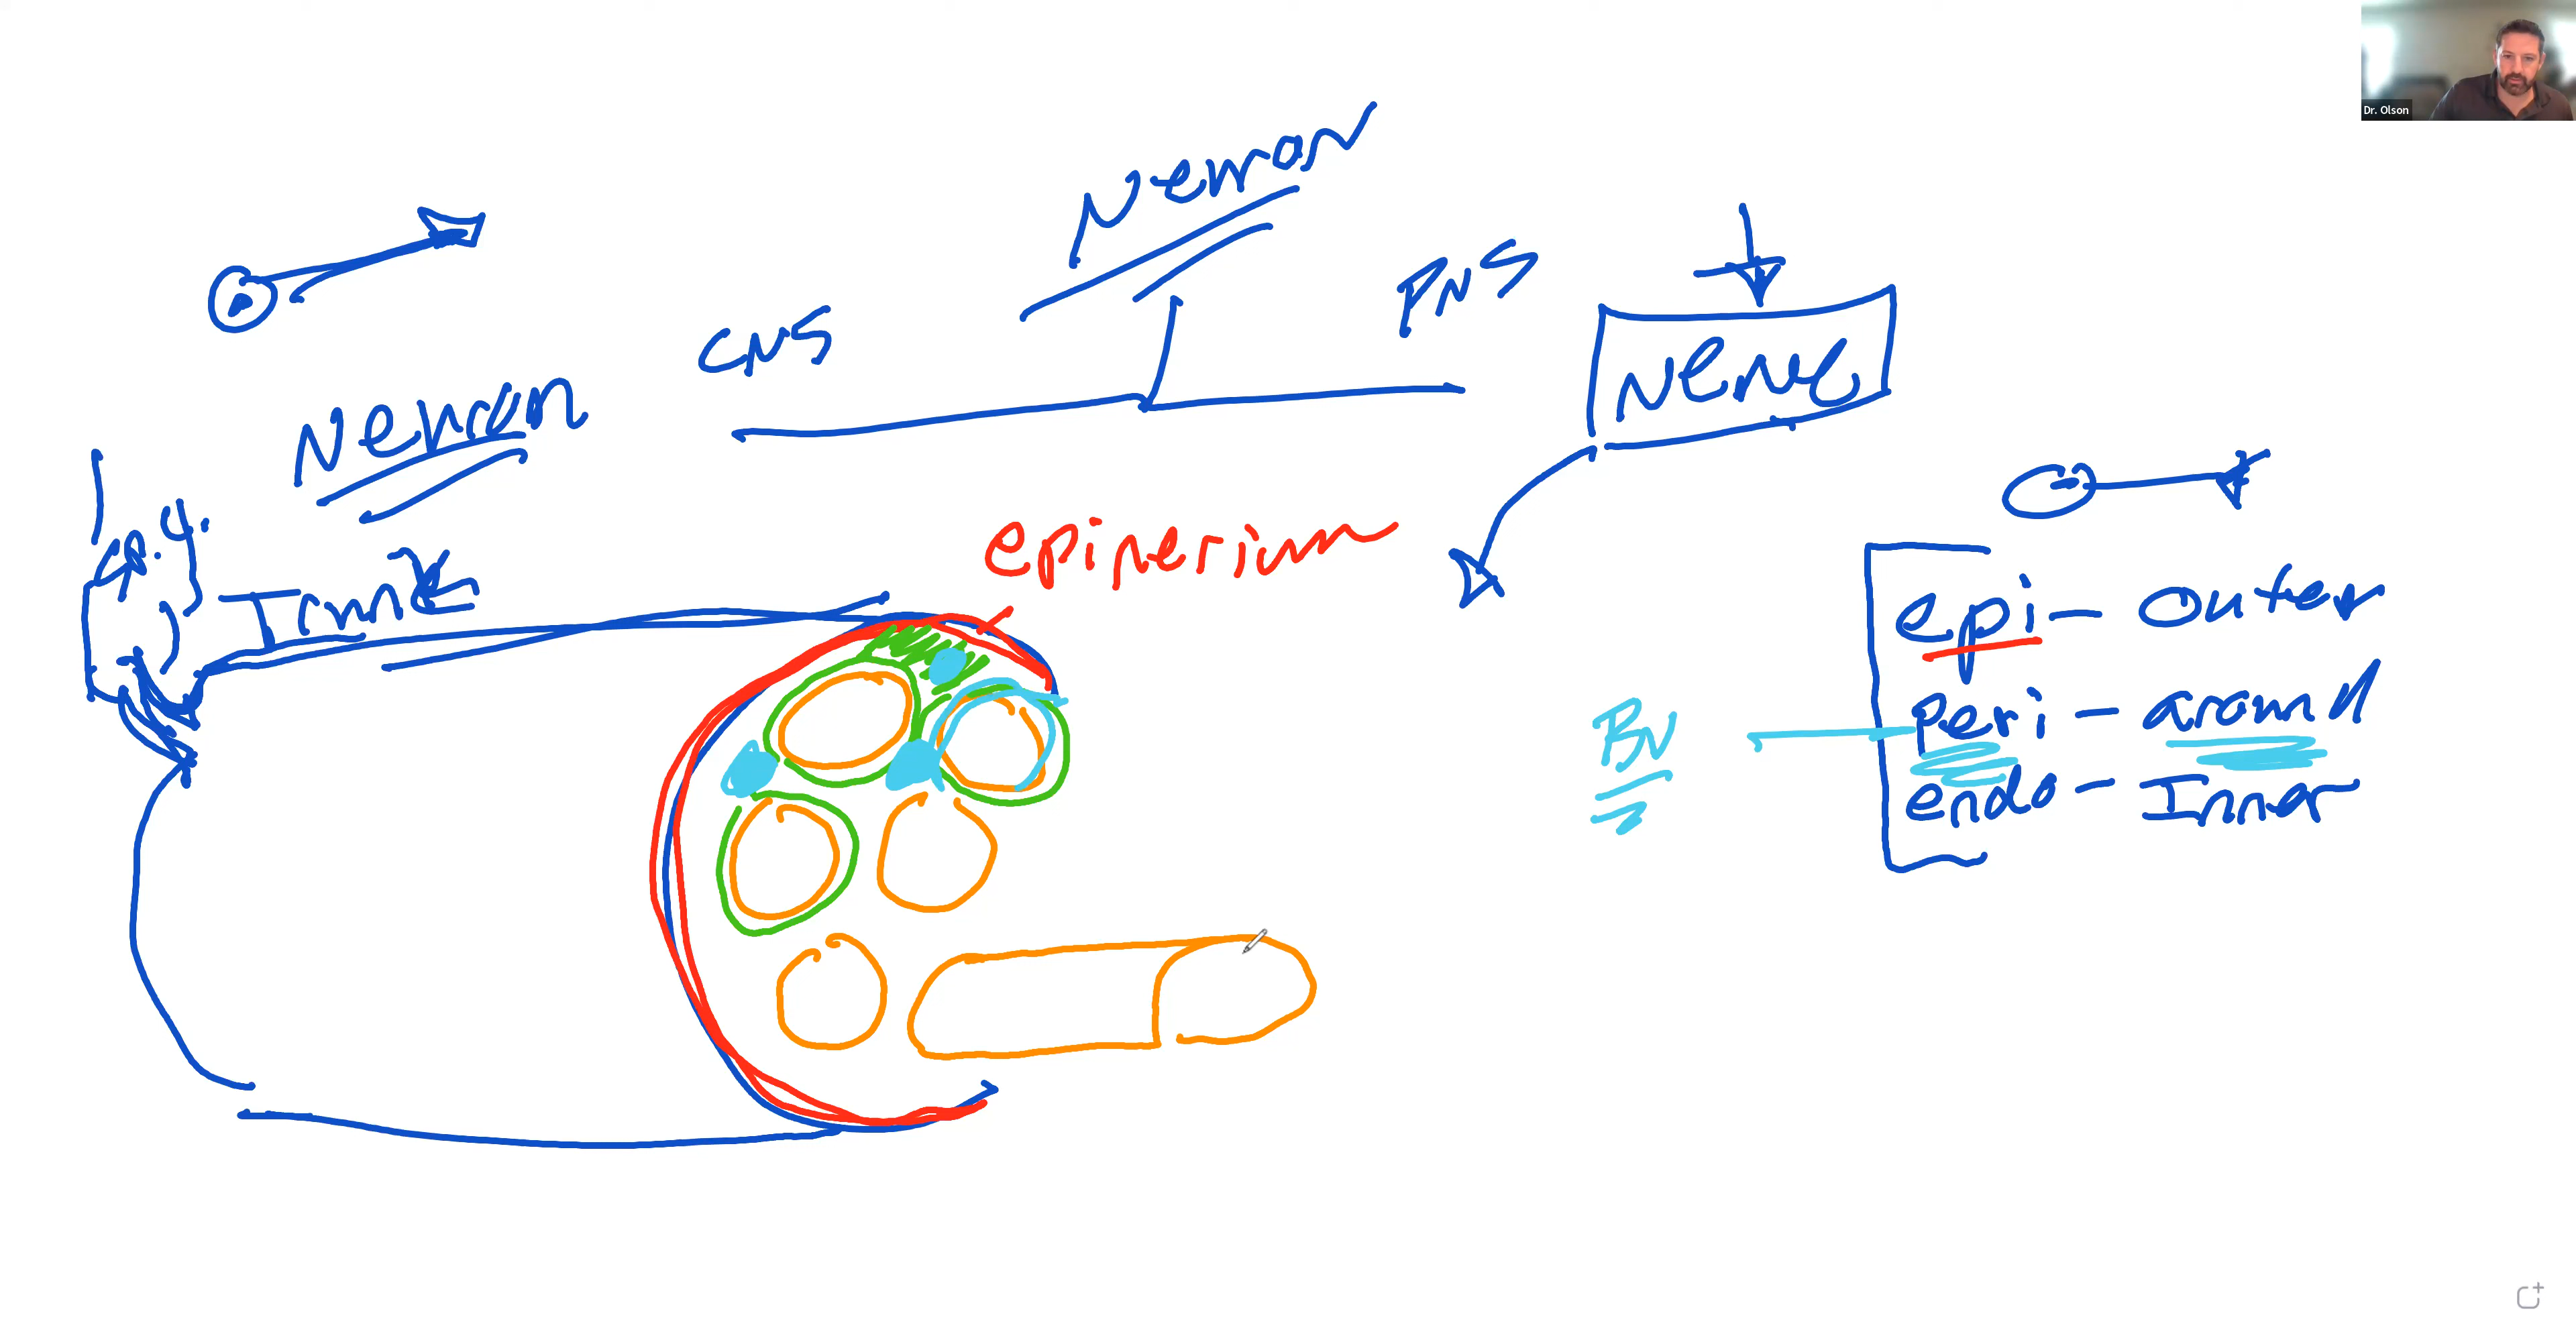 Dr. Olson
Neuron
CNS
PNS
Nerve
Neuron
epinerium
epi - Outer
peri - around
endo - Inner
BV